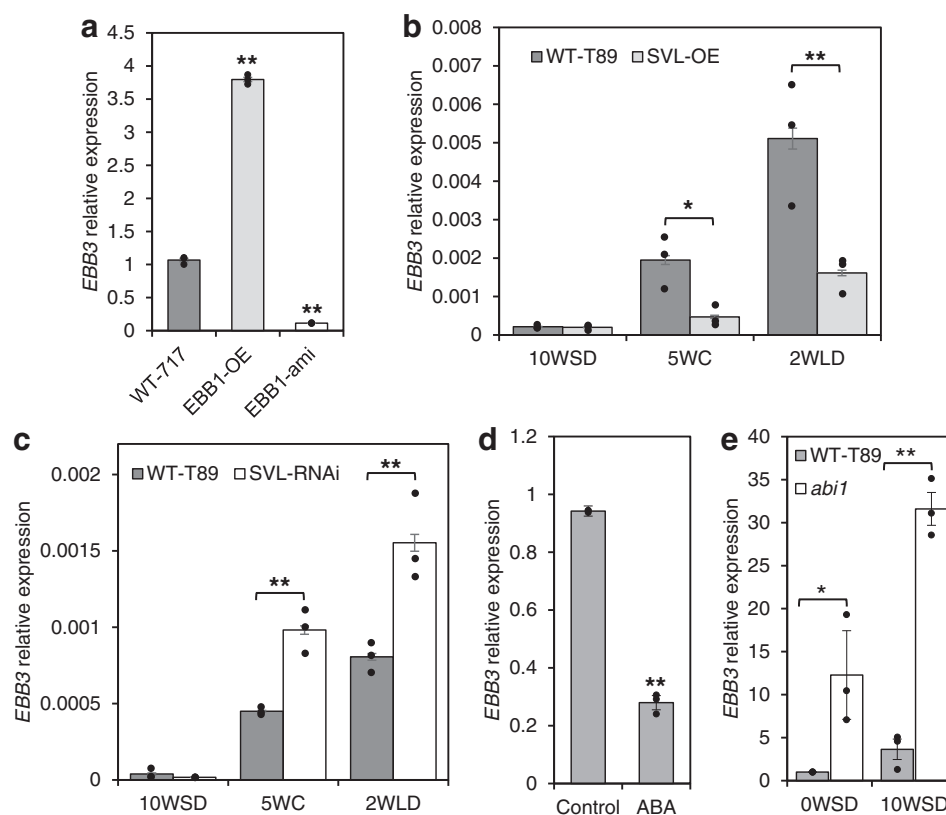 a
EBB3 relative expression
4.5
4
3.5
3
2.5
2
1.5
1
0.5
0
**
**
WT-717
EBB1-OE
EBB1-ami
b
EBB3 relative expression
0.008
0.007
0.006
0.005
0.004
0.003
0.002
0.001
0
WT-T89 SVL-OE
*
**
10WSD 5WC 2WLD
c
EBB3 relative expression
0.002
0.0015
0.001
0.0005
0
WT-T89 SVL-RNAi
**
**
10WSD 5WC 2WLD
d
EBB3 relative expression
1.2
1
0.8
0.6
0.4
0.2
0
**
Control ABA
e
EBB3 relative expression
40
35
30
25
20
15
10
5
0
WT-T89
abi1
*
**
0WSD 10WSD